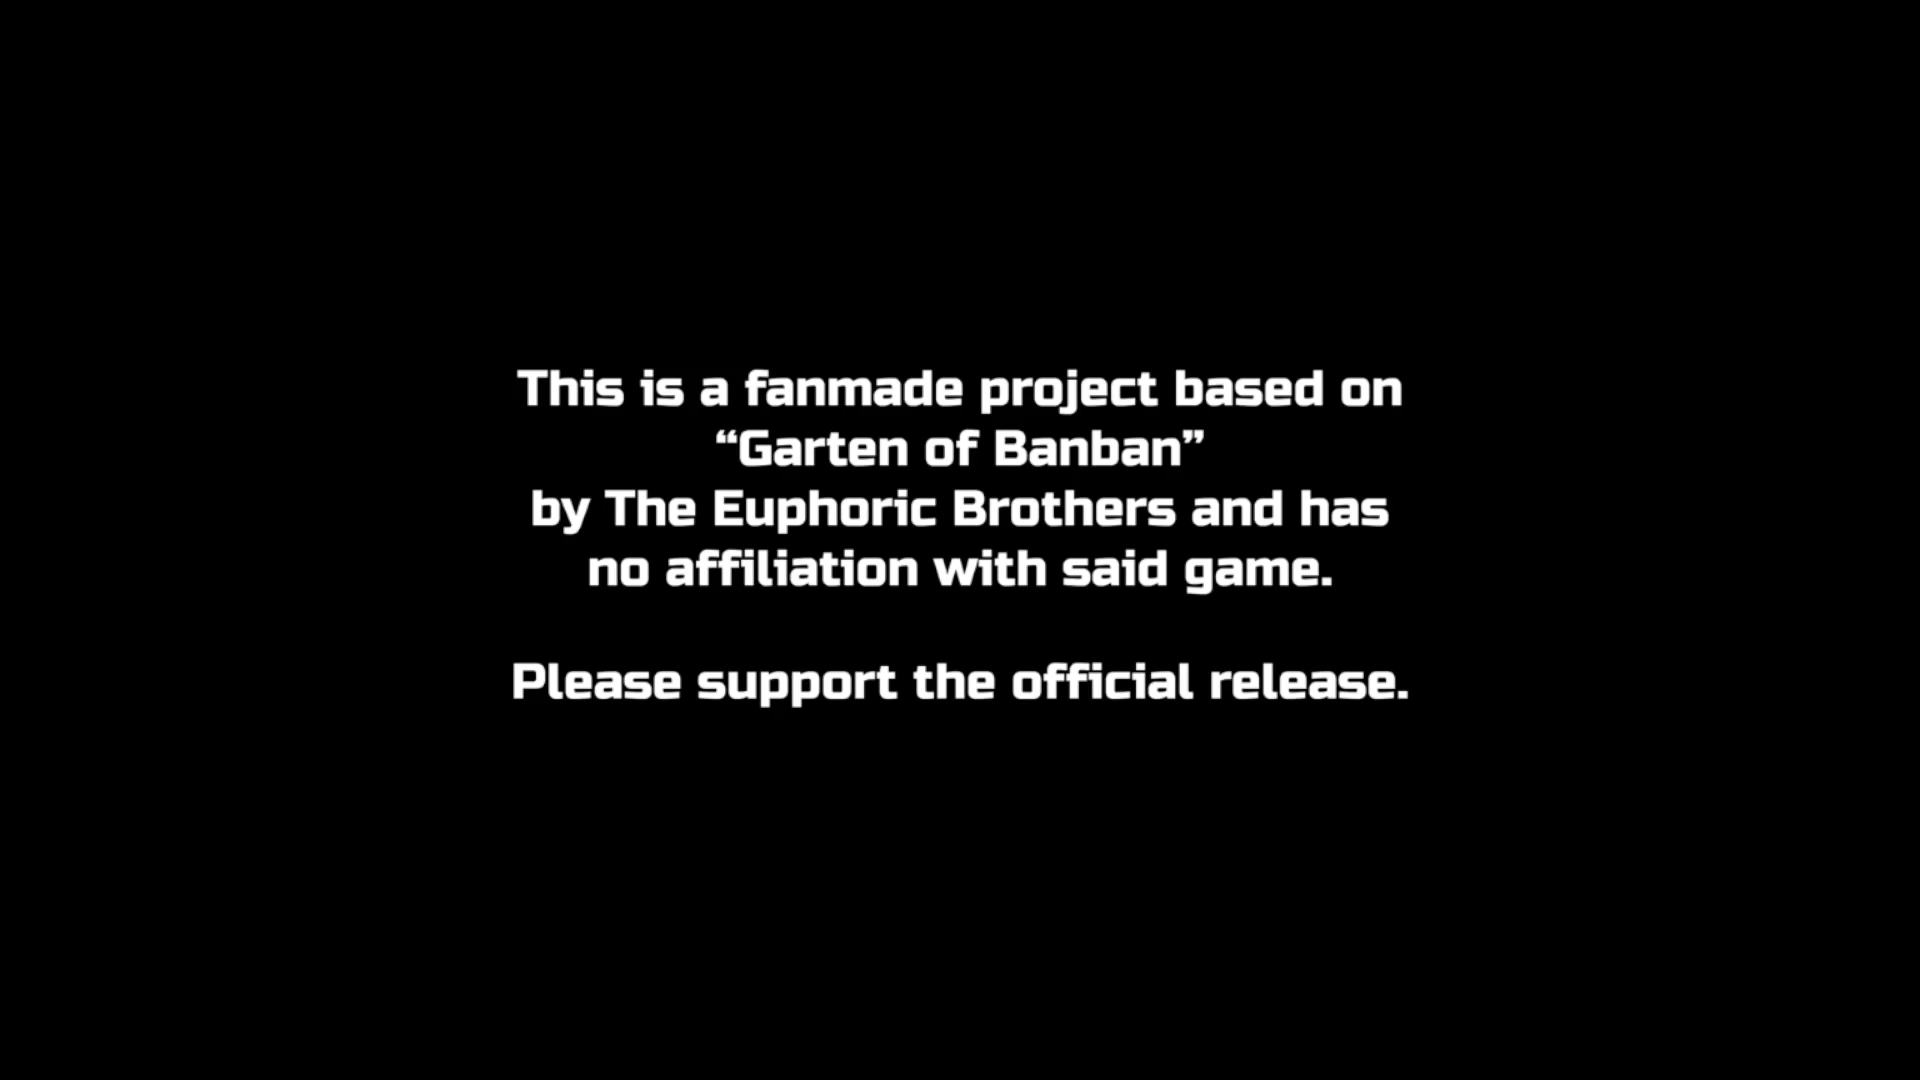 This is a fanmade project based on
“Garten of Banban”
by The Euphoric Brothers and has
no affiliation with said game.
Please support the official release.